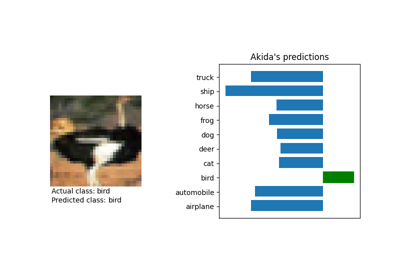 Akida's predictions
truck
ship
horse
frog
dog
deer
cat
bird
automobile
airplane
Actual class: bird
Predicted class: bird